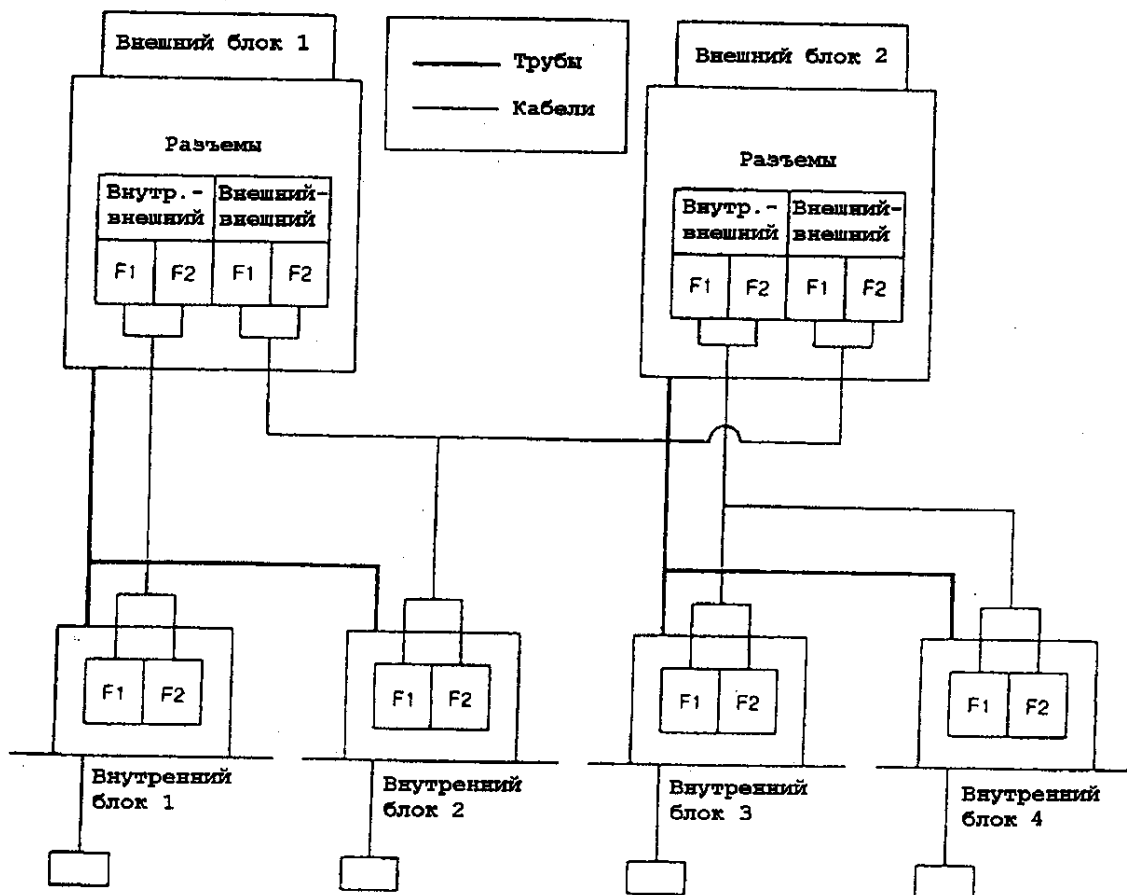 Внешний блок 1
Трубы
Кабели
Внешний блок 2
Разъемы
Внутр.-
внешний
Внешний-
внешний
F1 F2 F1 F2
Разъемы
Внутр.-
внешний
Внешний-
внешний
F1 F2 F1 F2
F1 F2
F1 F2
F1 F2
F1 F2
Внутренний
блок 1
Внутренний
блок 2
Внутренний
блок 3
Внутренний
блок 4